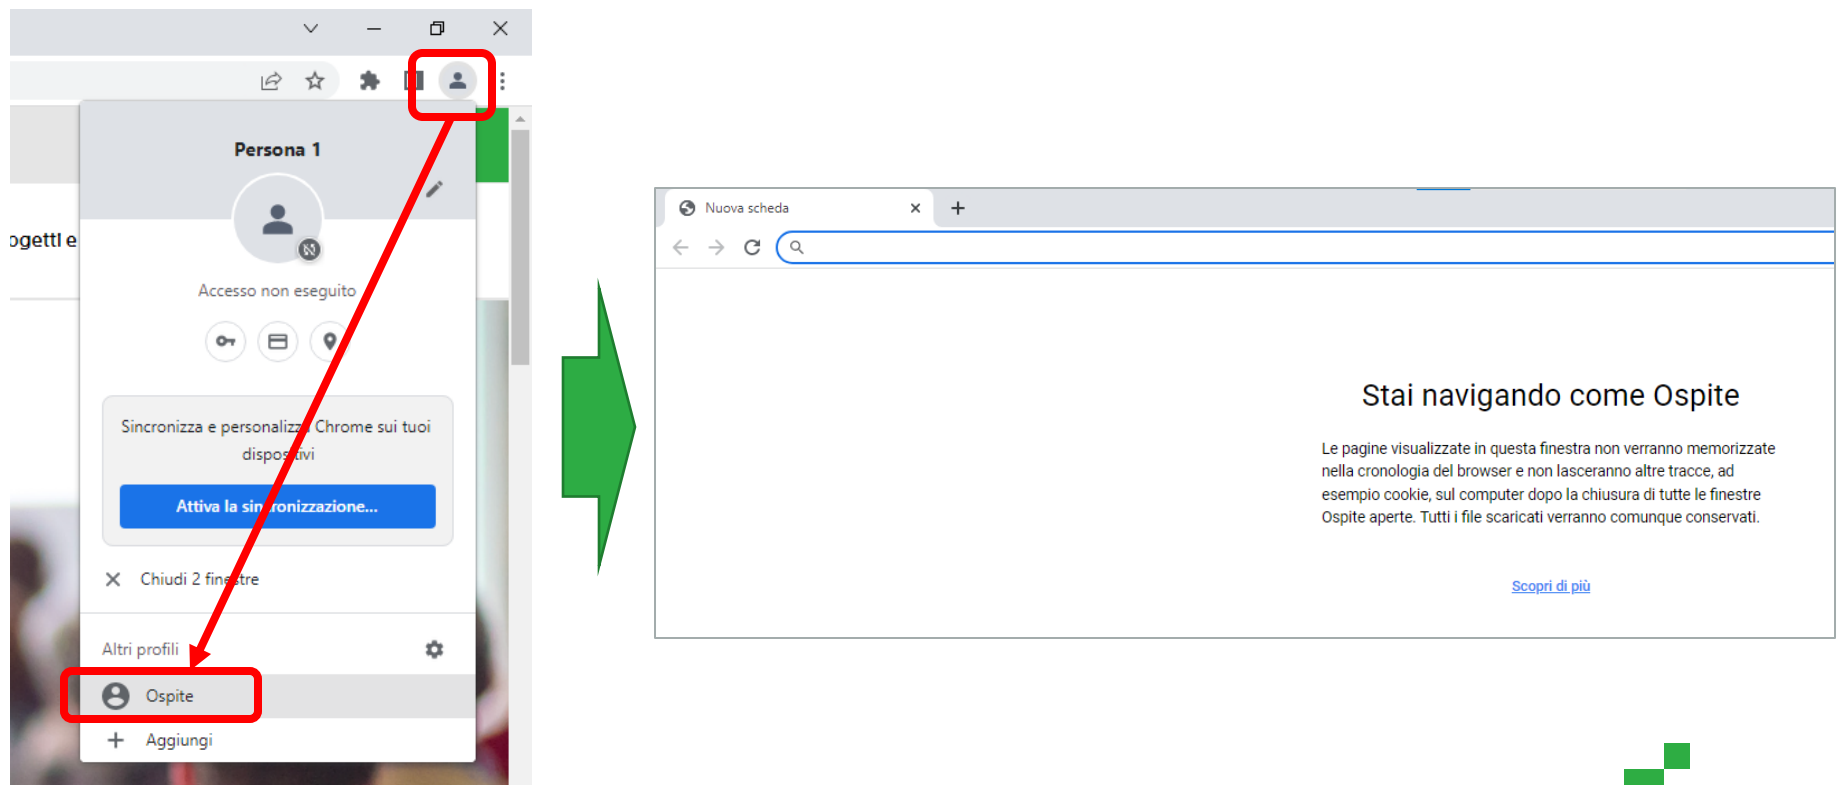 Persona 1
ogetti e
Accesso non eseguito
Sincronizza e personalizza Chrome sui tuoi
dispositivi
Attiva la sincronizzazione...
Chiudi 2 finestre
Altri profili
Ospite
Aggiungi
Nuova scheda
Stai navigando come Ospite
Le pagine visualizzate in questa finestra non verranno memorizzate
nella cronologia del browser e non lasceranno altre tracce, ad
esempio cookie, sul computer dopo la chiusura di tutte le finestre
Ospite aperte. Tutti i file scaricati verranno comunque conservati.
Scopri di più